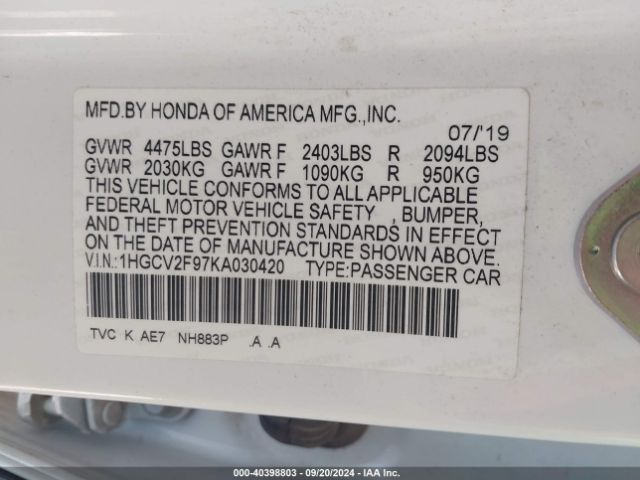 MFD.BY HONDA OF AMERICA MFG.,INC.
07/'19
GVWR 4475LBS GAWR F 2403LBS R 2094LBS
GVWR 2030KG GAWR F 1090KG R 950KG
THIS VEHICLE CONFORMS TO ALL APPLICABLE
FEDERAL MOTOR VEHICLE SAFETY , BUMPER,
AND THEFT PREVENTION STANDARDS IN EFFECT
ON THE DATE OF MANUFACTURE SHOWN ABOVE.
V.I.N.:1HGCV2F97KA030420 TYPE:PASSENGER CAR
TVC K AE7 NH883P .A .A
000-40398803 / 09/20/2024 - IAA Inc.